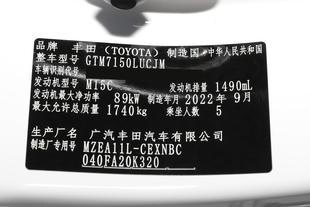 品牌 丰田 (TOYOTA) 制造国 中华人民共和国
整车型号 GTM7150LUCJM
车辆识别代号
发动机型号 M15C 发动机排量 1490mL
发动机最大净功率 89kW 制造年月 2022年9月
最大允许总质量 1740kg 乘坐人数 5
生产厂名 广汽丰田汽车有限公司
制造厂专用号 MZEA11L-CEXNBC
040FA20K320